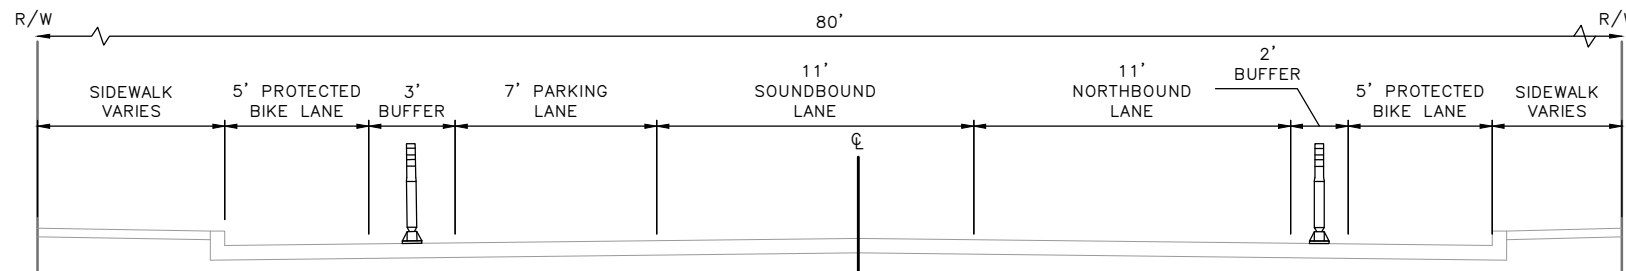 R/W
80'
R/W
SIDEWALK
VARIES
5' PROTECTED
BIKE LANE
3'
BUFFER
7' PARKING
LANE
11'
SOUNDBOUND
LANE
11'
NORTHBOUND
LANE
2'
BUFFER
5' PROTECTED
BIKE LANE
SIDEWALK
VARIES
℄